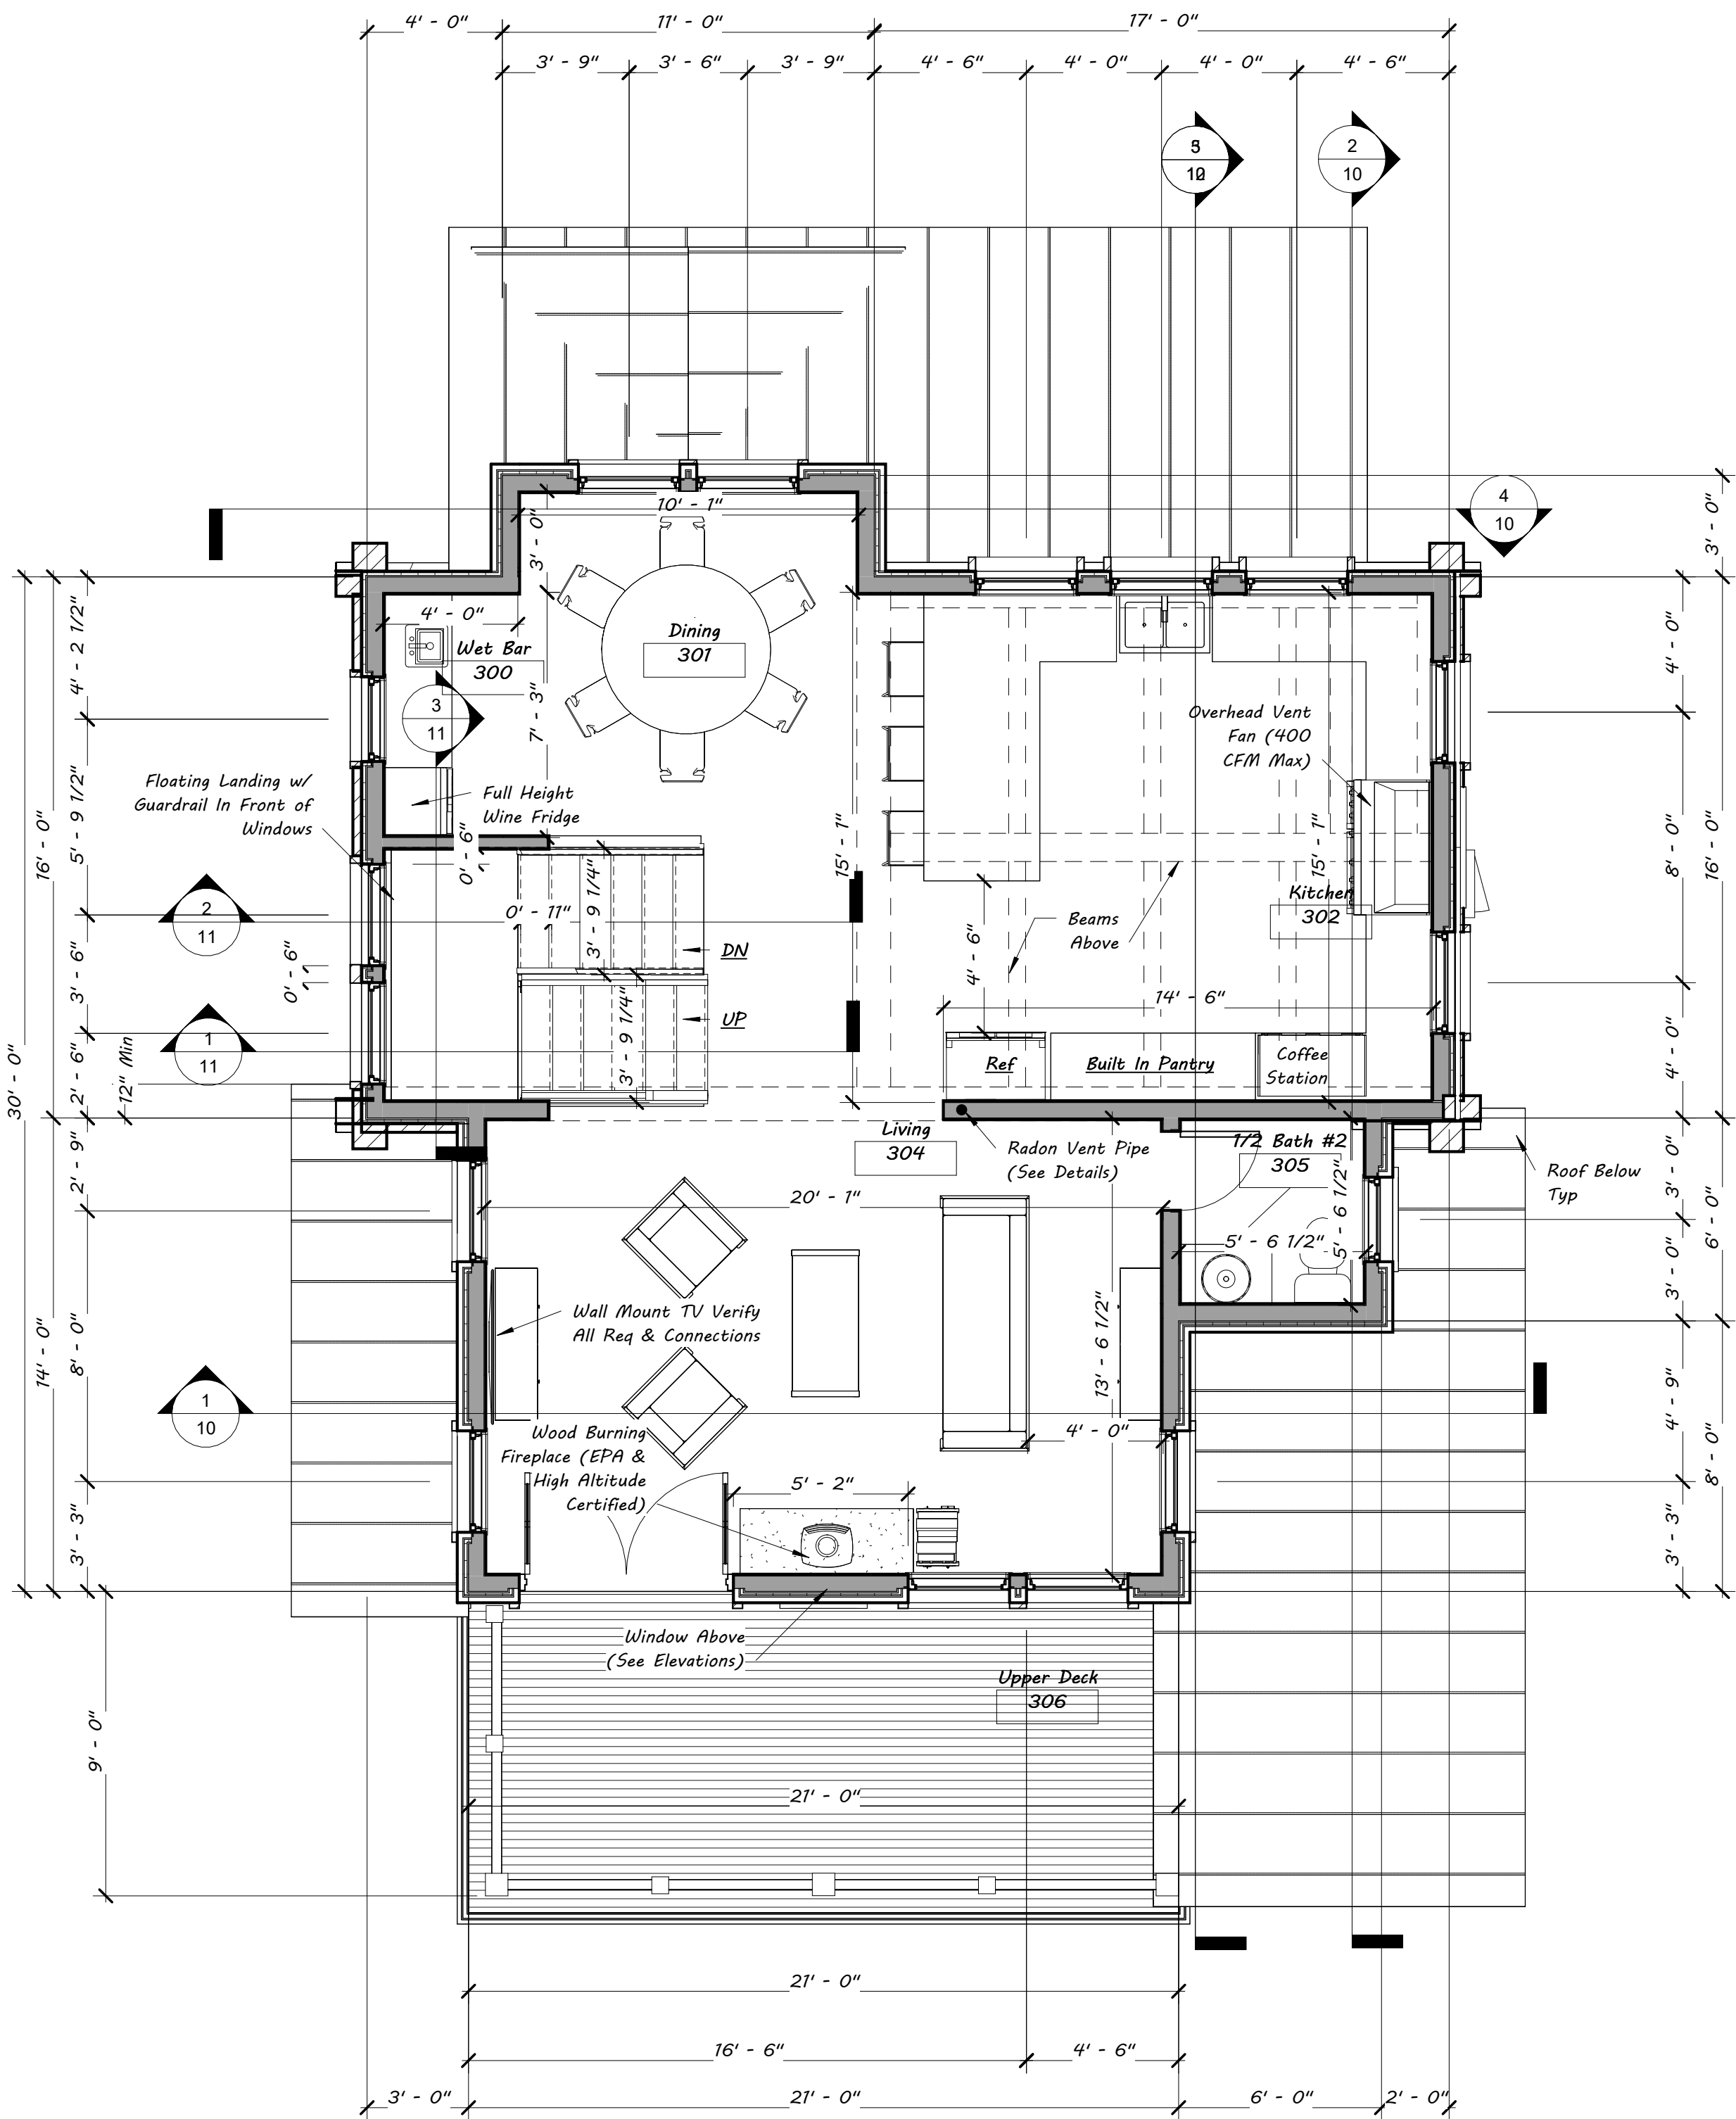 4' - 0"
11' - 0"
17' - 0"
3' - 9"
3' - 6"
3' - 9"
4' - 6"
4' - 0"
4' - 0"
4' - 6"
2
10
4
10
10' - 1"
3' - 0"
3' - 0"
4' - 0"
Wet Bar
300
Dining
301
7' - 3"
3
11
4' - 2 1/2"
5' - 9 1/2"
16' - 0"
30' - 0"
Floating Landing w/
Guardrail In Front of
Windows
Full Height
Wine Fridge
0' - 6"
Overhead Vent
Fan (400
CFM Max)
4' - 0"
8' - 0"
16' - 0"
15' - 1"
15' - 1"
Kitchen
302
Beams
Above
2
11
0' - 11"
3' - 9 1/4"
DN
4' - 6"
3' - 6"
0' - 6"
14' - 6"
1
11
3' - 9 1/4"
UP
2' - 6"
12" Min
Ref
Built In Pantry
Coffee
Station
4' - 0"
Living
304
Radon Vent Pipe
(See Details)
1/2 Bath #2
305
Roof Below
Typ
2' - 9"
3' - 0"
20' - 1"
5' - 6 1/2"
5' - 6 1/2"
3' - 0"
6' - 0"
Wall Mount TV Verify
All Req & Connections
13' - 6 1/2"
14' - 0"
8' - 0"
1
10
4' - 9"
8' - 0"
Wood Burning
Fireplace (EPA &
High Altitude
Certified)
4' - 0"
5' - 2"
3' - 3"
3' - 3"
Window Above
(See Elevations)
Upper Deck
306
9' - 0"
21' - 0"
21' - 0"
16' - 6"
4' - 6"
3' - 0"
21' - 0"
6' - 0"
2' - 0"